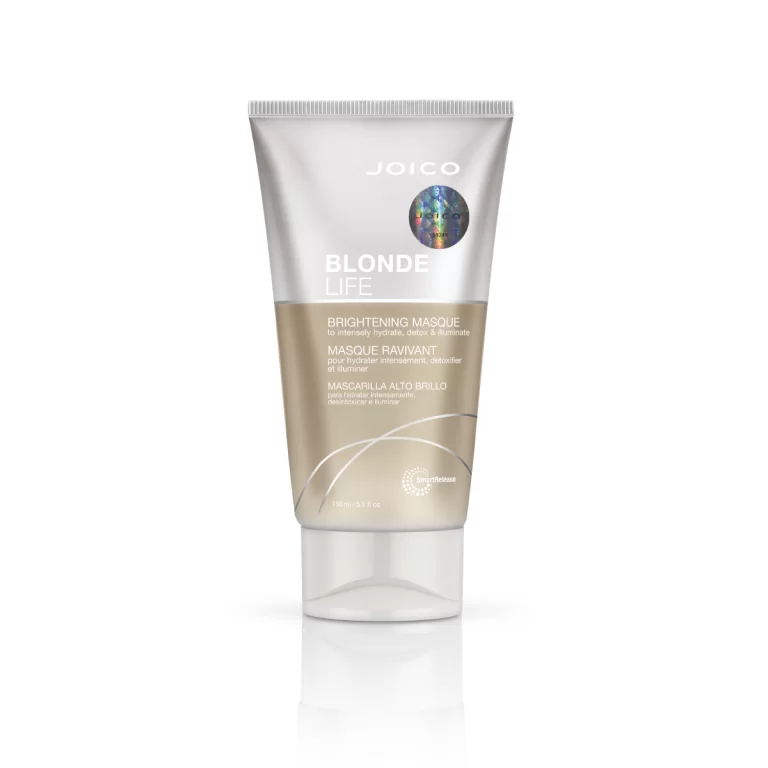 JOICO
JOICO
BLONDE
LIFE
BRIGHTENING MASQUE
to intensely hydrate, detox & illuminate
MASQUE RAVIVANT
pour hydrater intensément, détoxifier
et illuminer
MASCARILLA ALTO BRILLO
para hidratar intensamente,
desintoxicar e iluminar
SmartRelease
150 ml / 5.1 fl oz